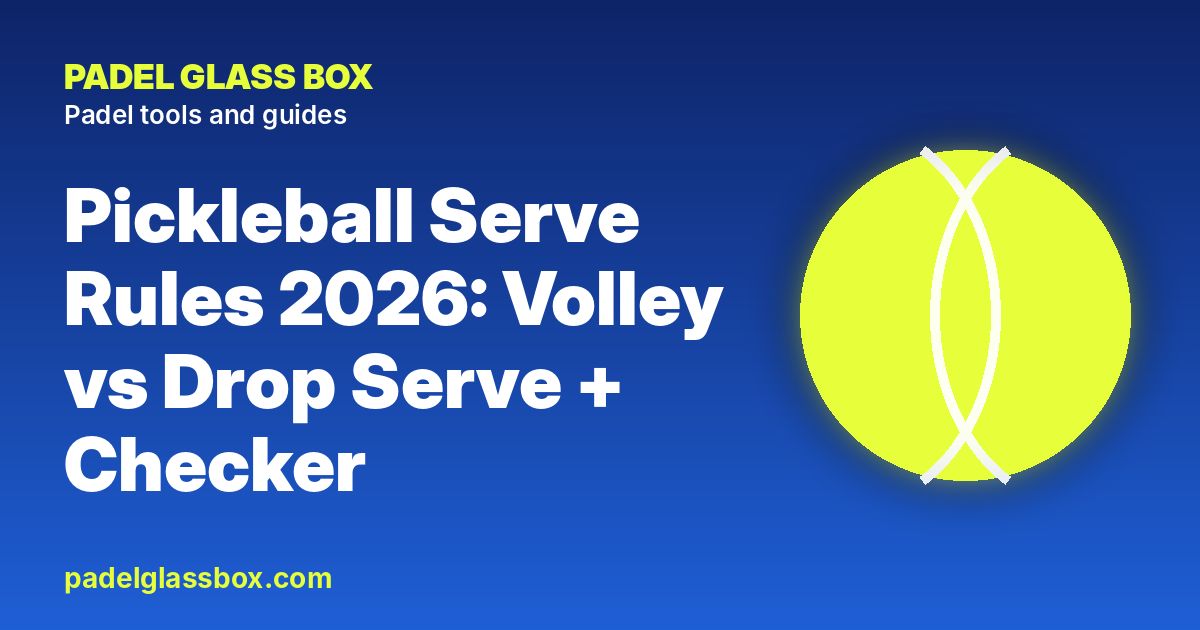 PADEL GLASS BOX
Padel tools and guides
Pickleball Serve
Rules 2026: Volley
vs Drop Serve +
Checker
padelglassbox.com